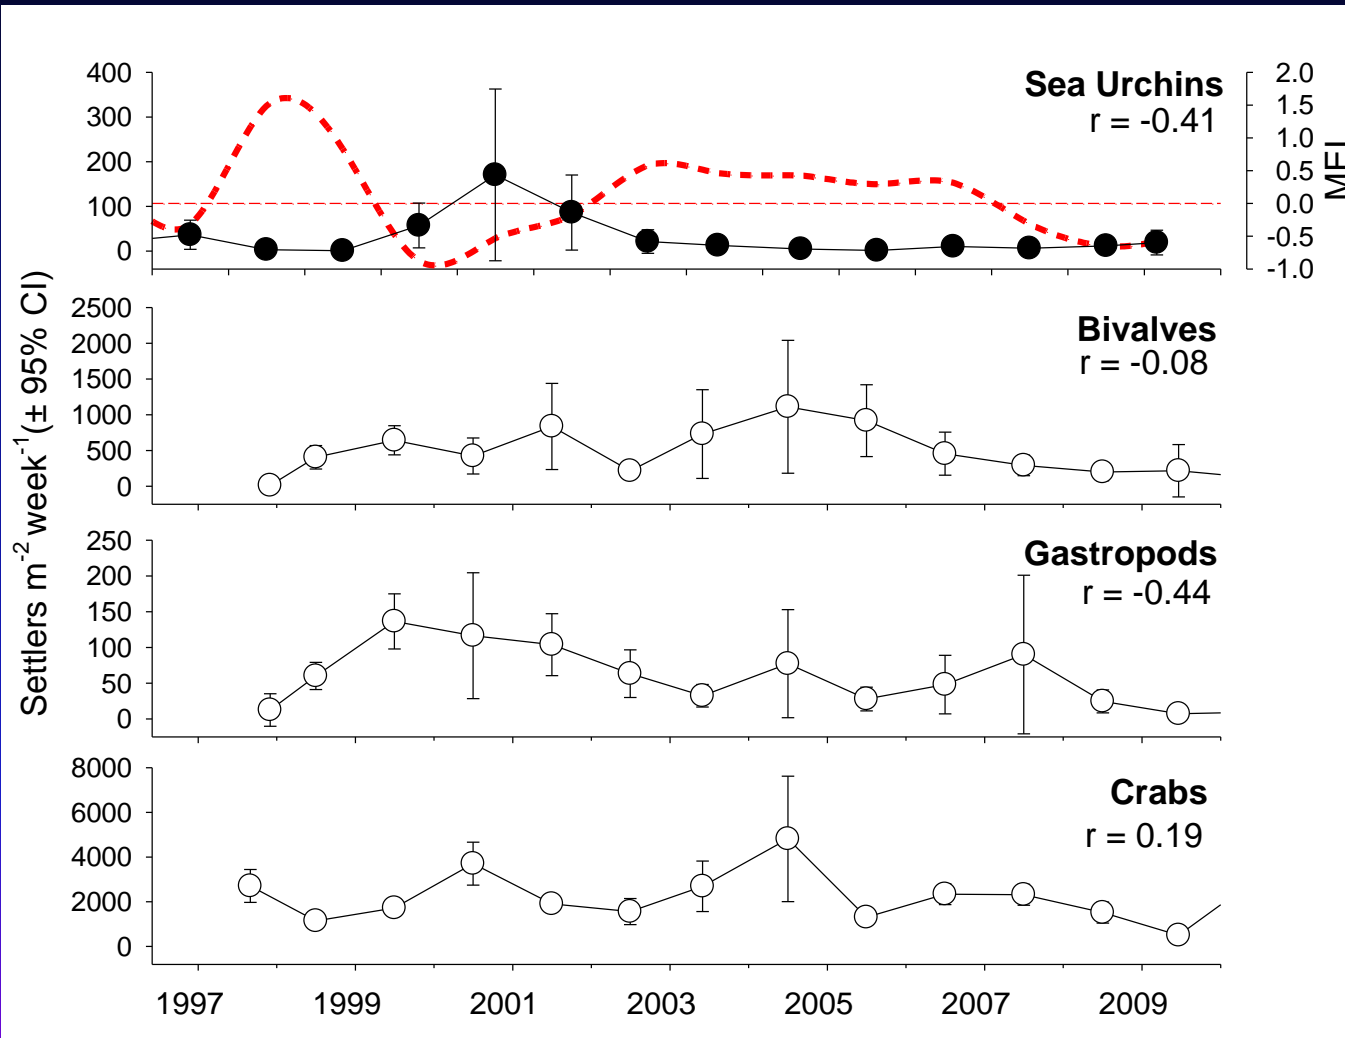 Sea Urchins
r = -0.41
400
300
200
100
0
2.0
1.5
1.0
0.5
0.0
-0.5
-1.0
MEI
Settlers m-2 week-1(± 95% CI)
Bivalves
r = -0.08
2500
2000
1500
1000
500
0
Gastropods
r = -0.44
250
200
150
100
50
0
Crabs
r = 0.19
8000
6000
4000
2000
0
1997 1999 2001 2003 2005 2007 2009